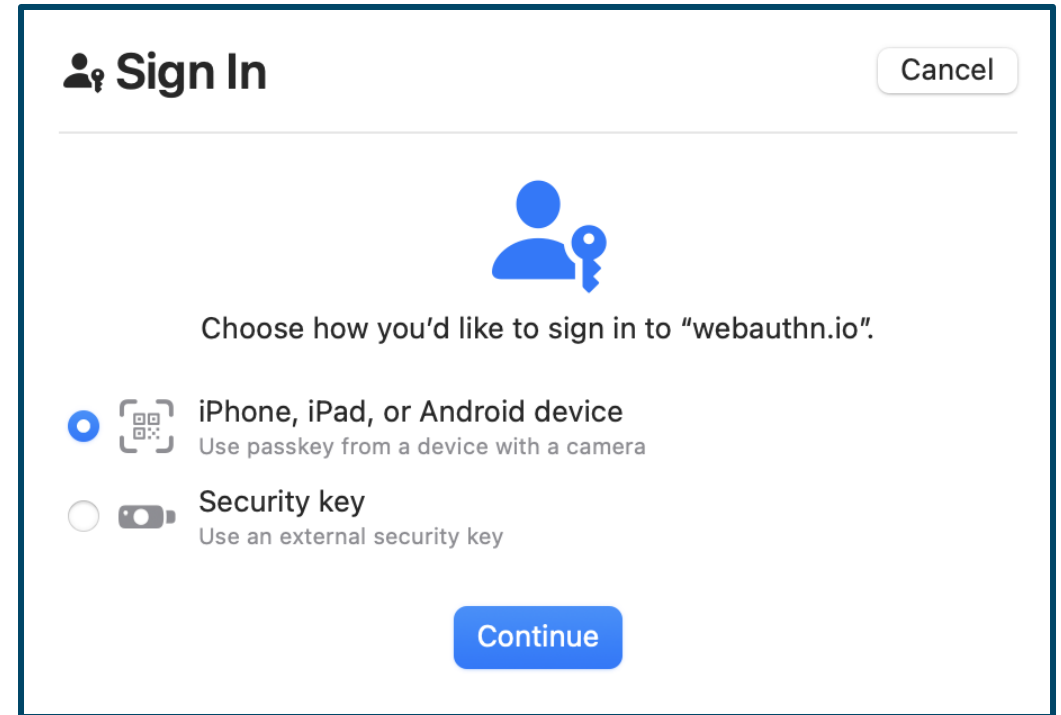 Sign In
Cancel
Choose how you’d like to sign in to “webauthn.io”.
iPhone, iPad, or Android device
Use passkey from a device with a camera
Security key
Use an external security key
Continue